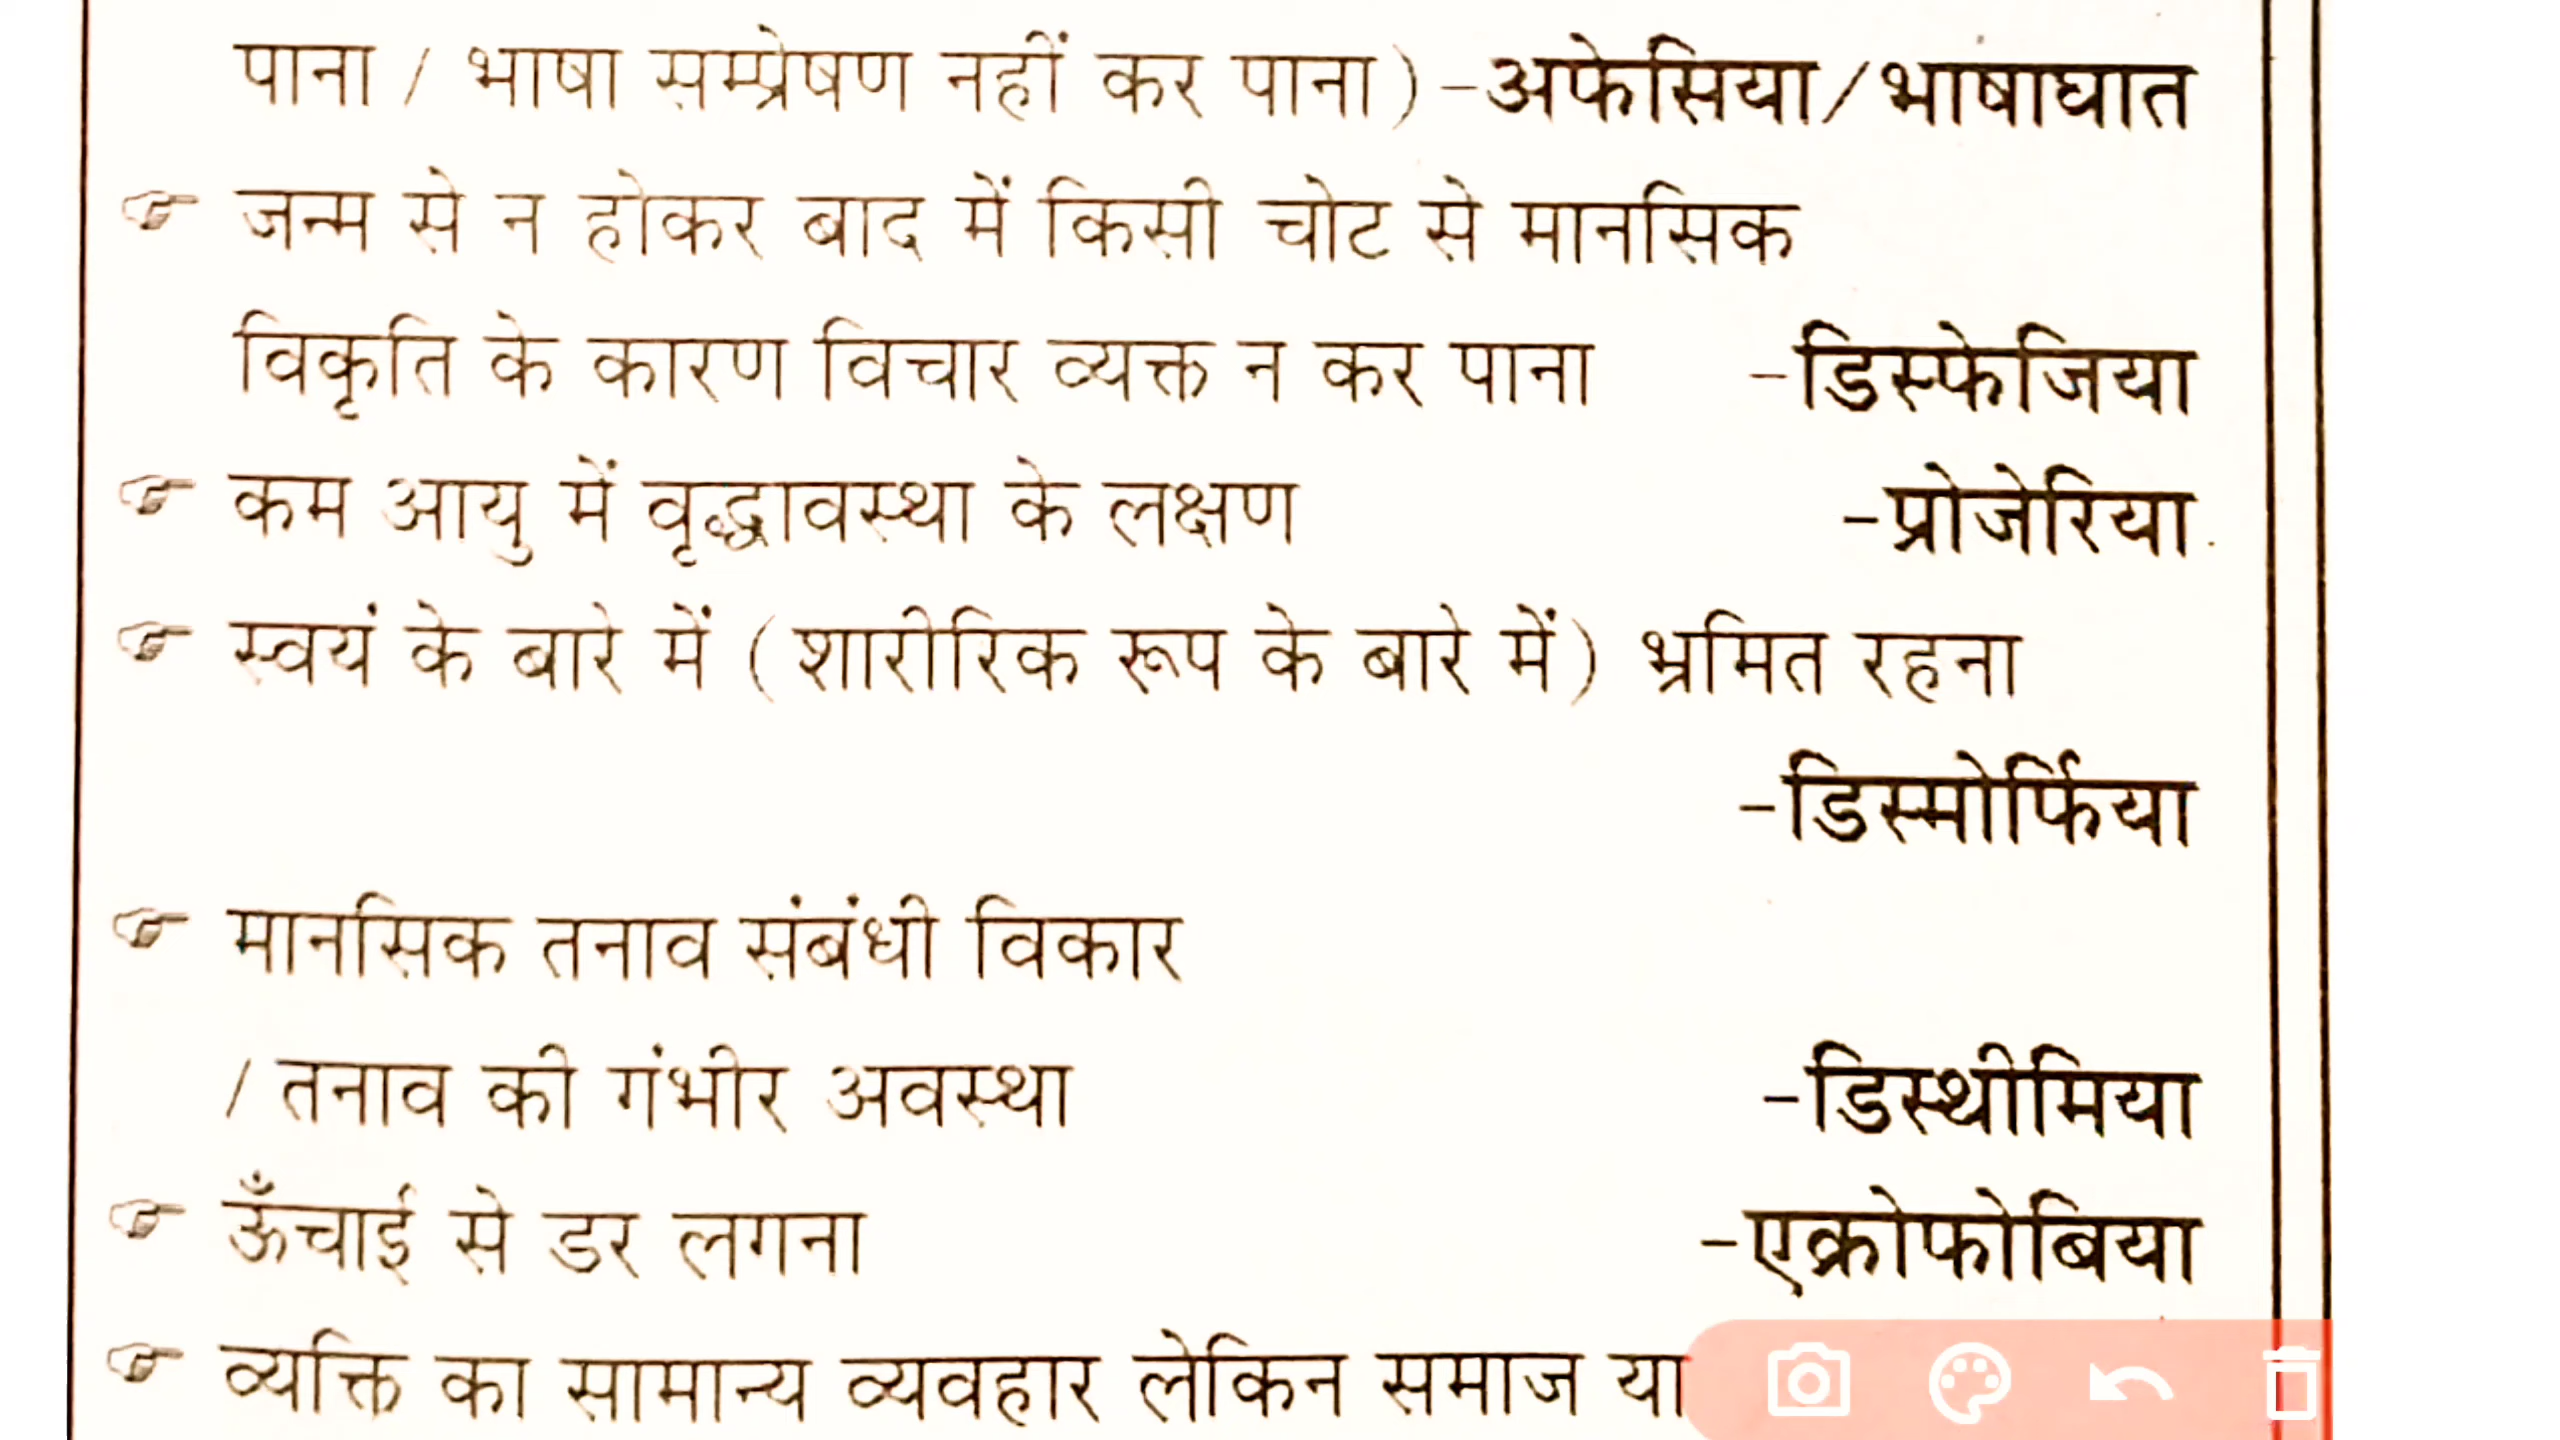 पाना / भाषा सम्प्रेषण नहीं कर पाना) -अफेसिया/भाषाघात
जन्म से न होकर बाद में किसी चोट से मानसिक
विकृति के कारण विचार व्यक्त न कर पाना -डिस्फेजिया
कम आयु में वृद्धावस्था के लक्षण -प्रोजेरिया
स्वयं के बारे में (शारीरिक रूप के बारे में) भ्रमित रहना
-डिस्मोर्फिया
मानसिक तनाव संबंधी विकार
/ तनाव की गंभीर अवस्था -डिस्थीमिया
ऊँचाई से डर लगना -एक्रोफोबिया
व्यक्ति का सामान्य व्यवहार लेकिन समाज या